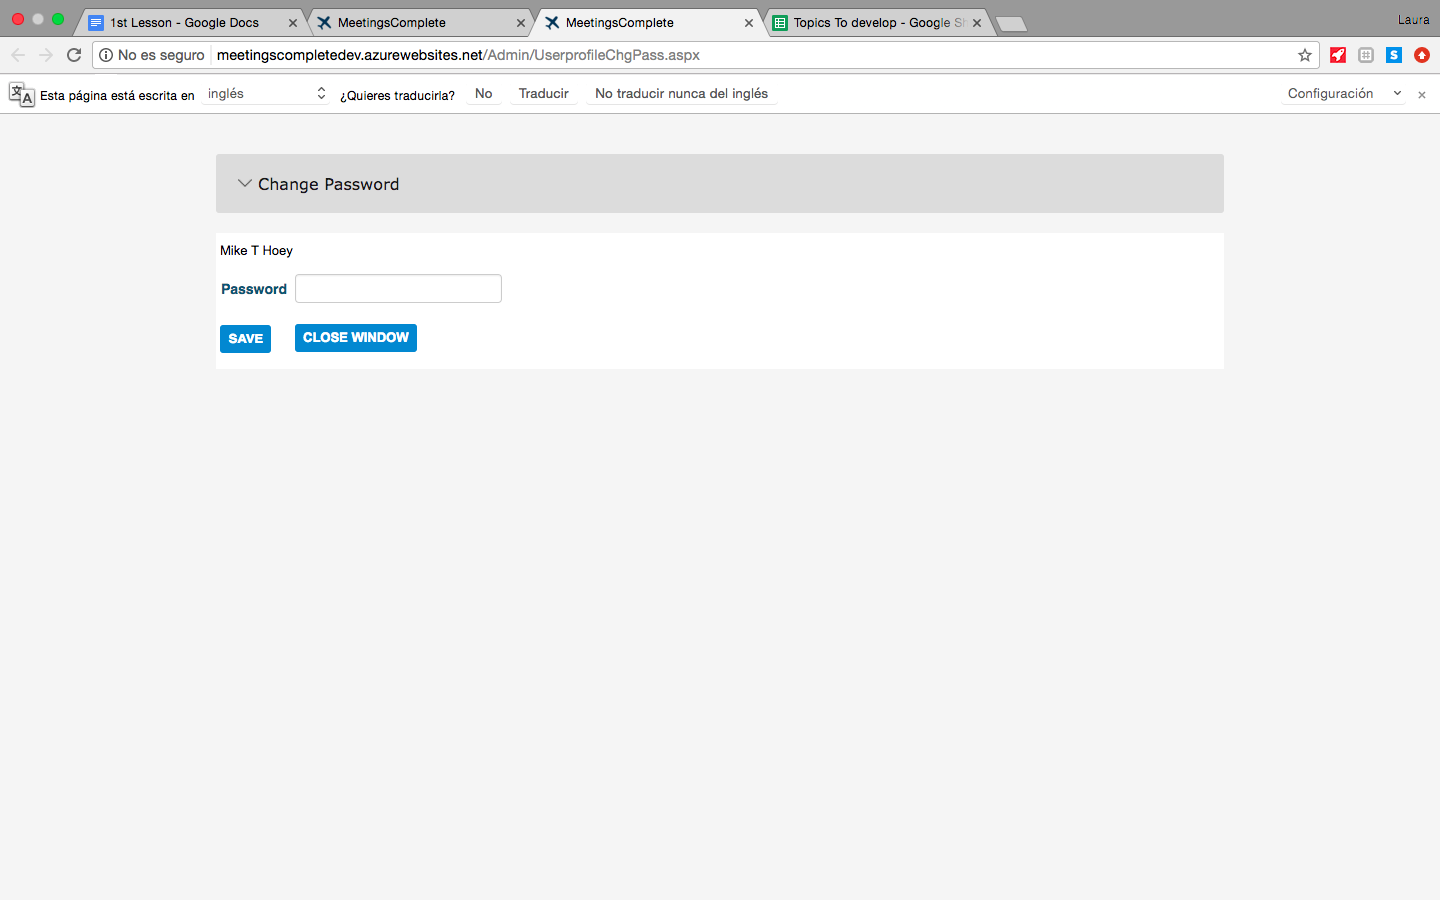 1st Lesson - Google Docs
MeetingsComplete
MeetingsComplete
Topics To develop - Google Sh
Laura
No es seguro
meetingscompletedev.azurewebsites.net/Admin/UserprofileChgPass.aspx
Esta página está escrita en
inglés
¿Quieres traducirla?
No
Traducir
No traducir nunca del inglés
Configuración
Change Password
Mike T Hoey
Password
SAVE
CLOSE WINDOW